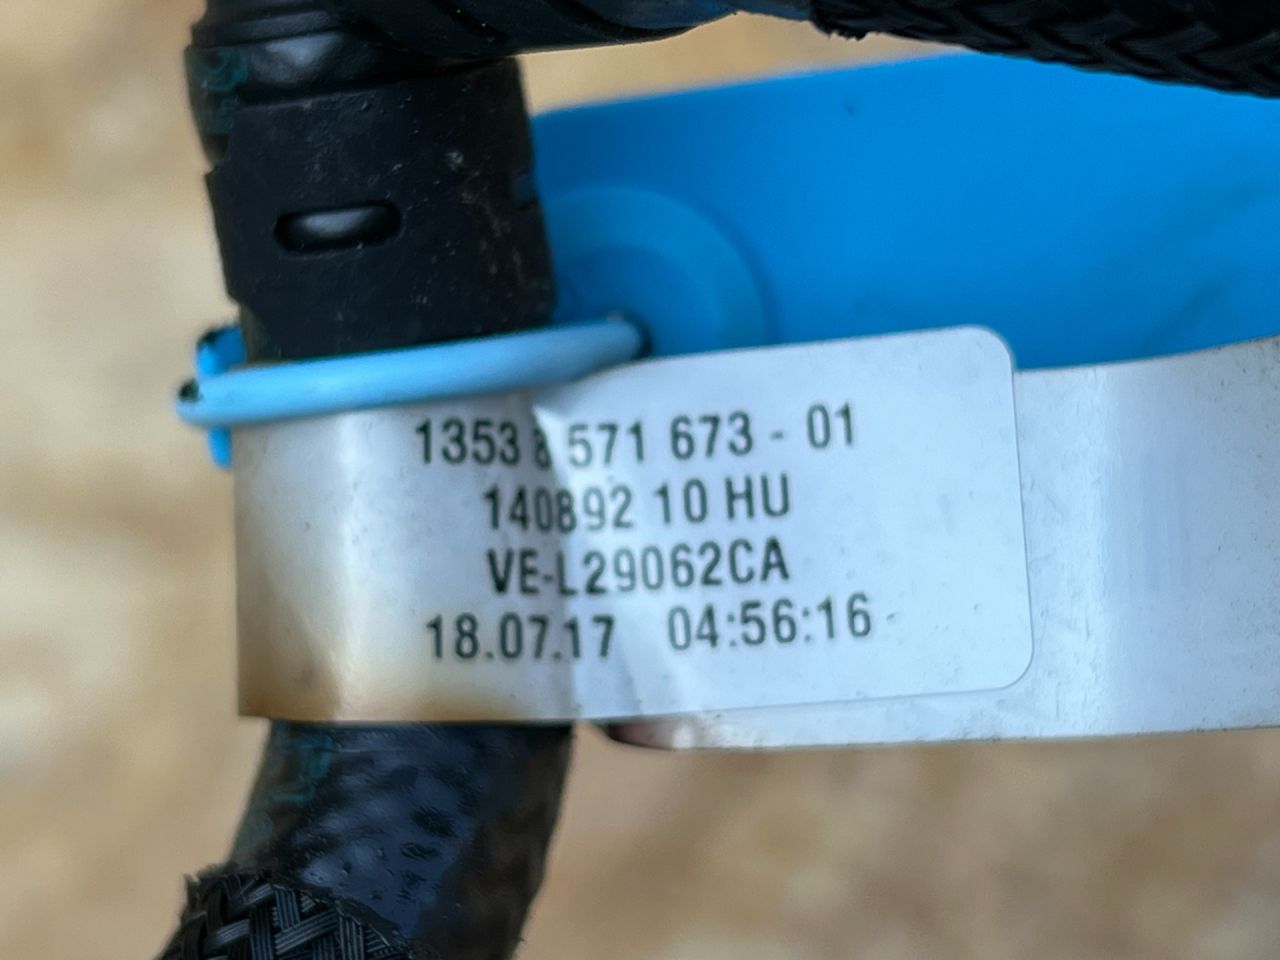 1353 8 571 673 - 01
140892 10 HU
VE-L29062CA
18.07.17 04:56:16